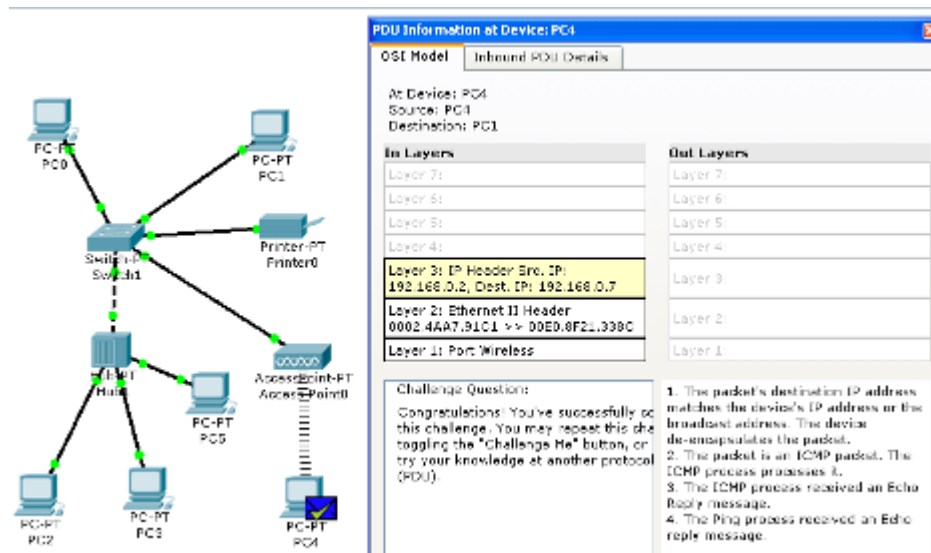 PDU Information at Device: PC4
OSI Model
Inbound PDU Details
At Device: PC4
Source: PC4
Destination: PC1
In Layers
Out Layers
Layer 7:
Layer 7:
Layer 6:
Layer 6:
Layer 5:
Layer 5:
Layer 4:
Layer 4:
Layer 3: IP Header Src. IP:
192.168.0.2, Dest. IP: 192.168.0.7
Layer 3:
Layer 2: Ethernet II Header
0002.4AA7.91C1 >> 00E0.8F21.338C
Layer 2:
Layer 1: Port Wireless
Layer 1:
Challenge Question:
Congratulations! You've successfully co
this challenge. You may repeat this cha
toggling the "Challenge Me" button, or
try your knowledge at another protocol
(PDU).
1. The packet's destination IP address
matches the device's IP address or the
broadcast address. The device
de-encapsulates the packet.
2. The packet is an ICMP packet. The
ICMP process processes it.
3. The ICMP process received an Echo
Reply message.
4. The Ping process received an Echo
reply message.
PC-PT
PC0
PC-PT
PC1
Printer-PT
Printer0
Switch-P
Switch1
AccessPoint-PT
Access Point0
Hub-PT
Hub
PC-PT
PC5
PC-PT
PC2
PC-PT
PC3
PC-PT
PC4